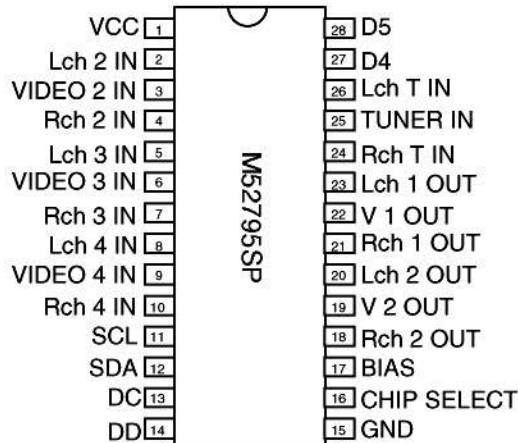 VCC 1
Lch 2 IN 2
VIDEO 2 IN 3
Rch 2 IN 4
Lch 3 IN 5
VIDEO 3 IN 6
Rch 3 IN 7
Lch 4 IN 8
VIDEO 4 IN 9
Rch 4 IN 10
SCL 11
SDA 12
DC 13
DD 14
M52795SP
28 D5
27 D4
26 Lch T IN
25 TUNER IN
24 Rch T IN
23 Lch 1 OUT
22 V 1 OUT
21 Rch 1 OUT
20 Lch 2 OUT
19 V 2 OUT
18 Rch 2 OUT
17 BIAS
16 CHIP SELECT
15 GND